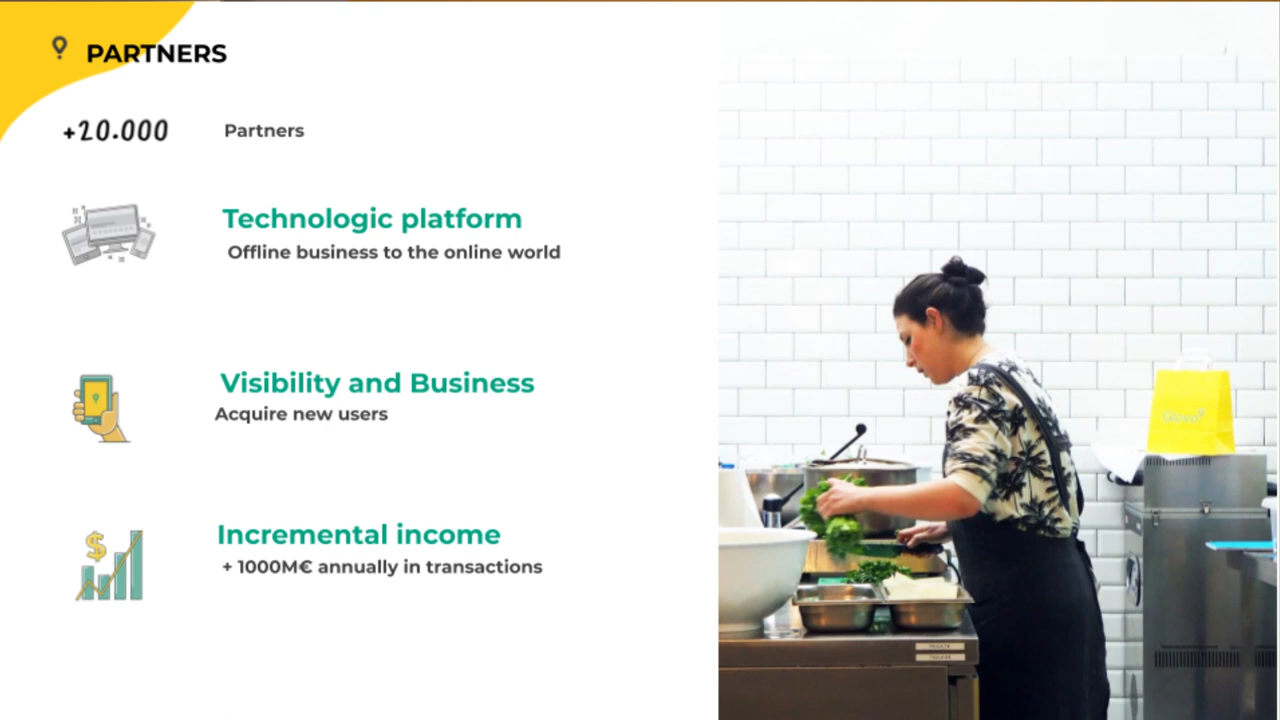 PARTNERS
+20.000 Partners
Technologic platform
Offline business to the online world
Visibility and Business
Acquire new users
Incremental income
+ 1000M€ annually in transactions